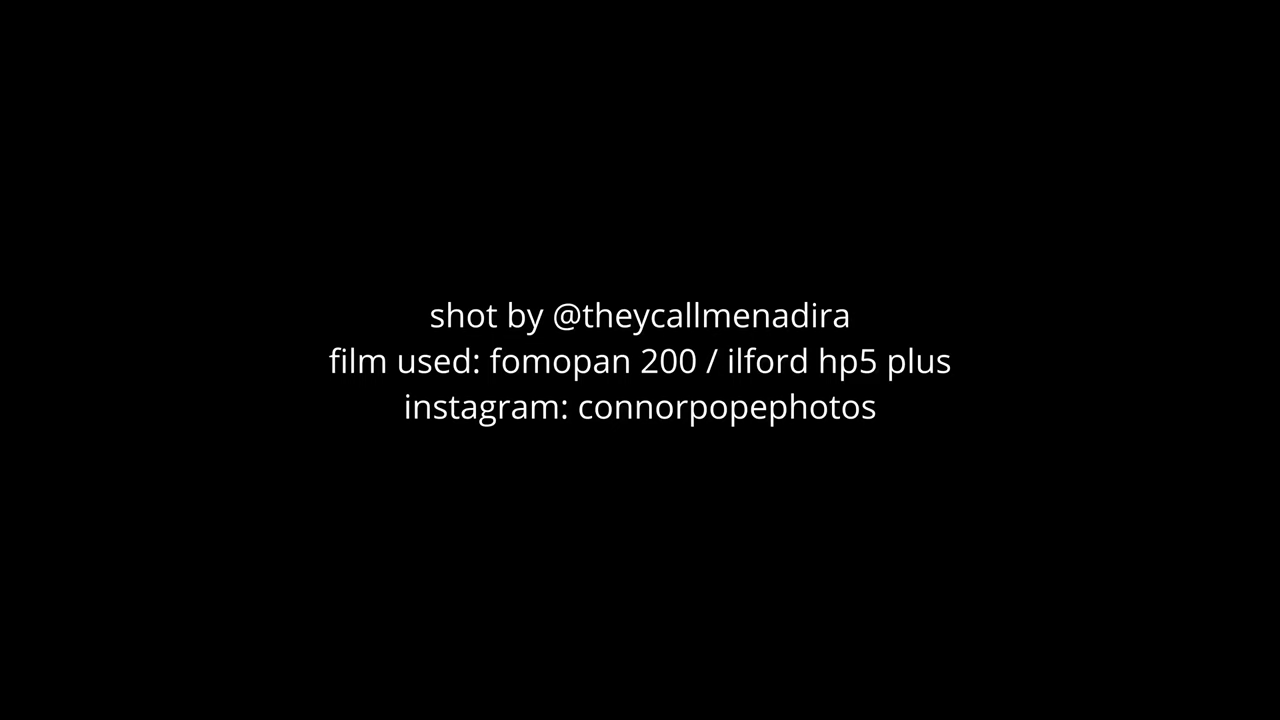 shot by @theycallmenadira
film used: fomopan 200 / ilford hp5 plus
instagram: connorpopephotos